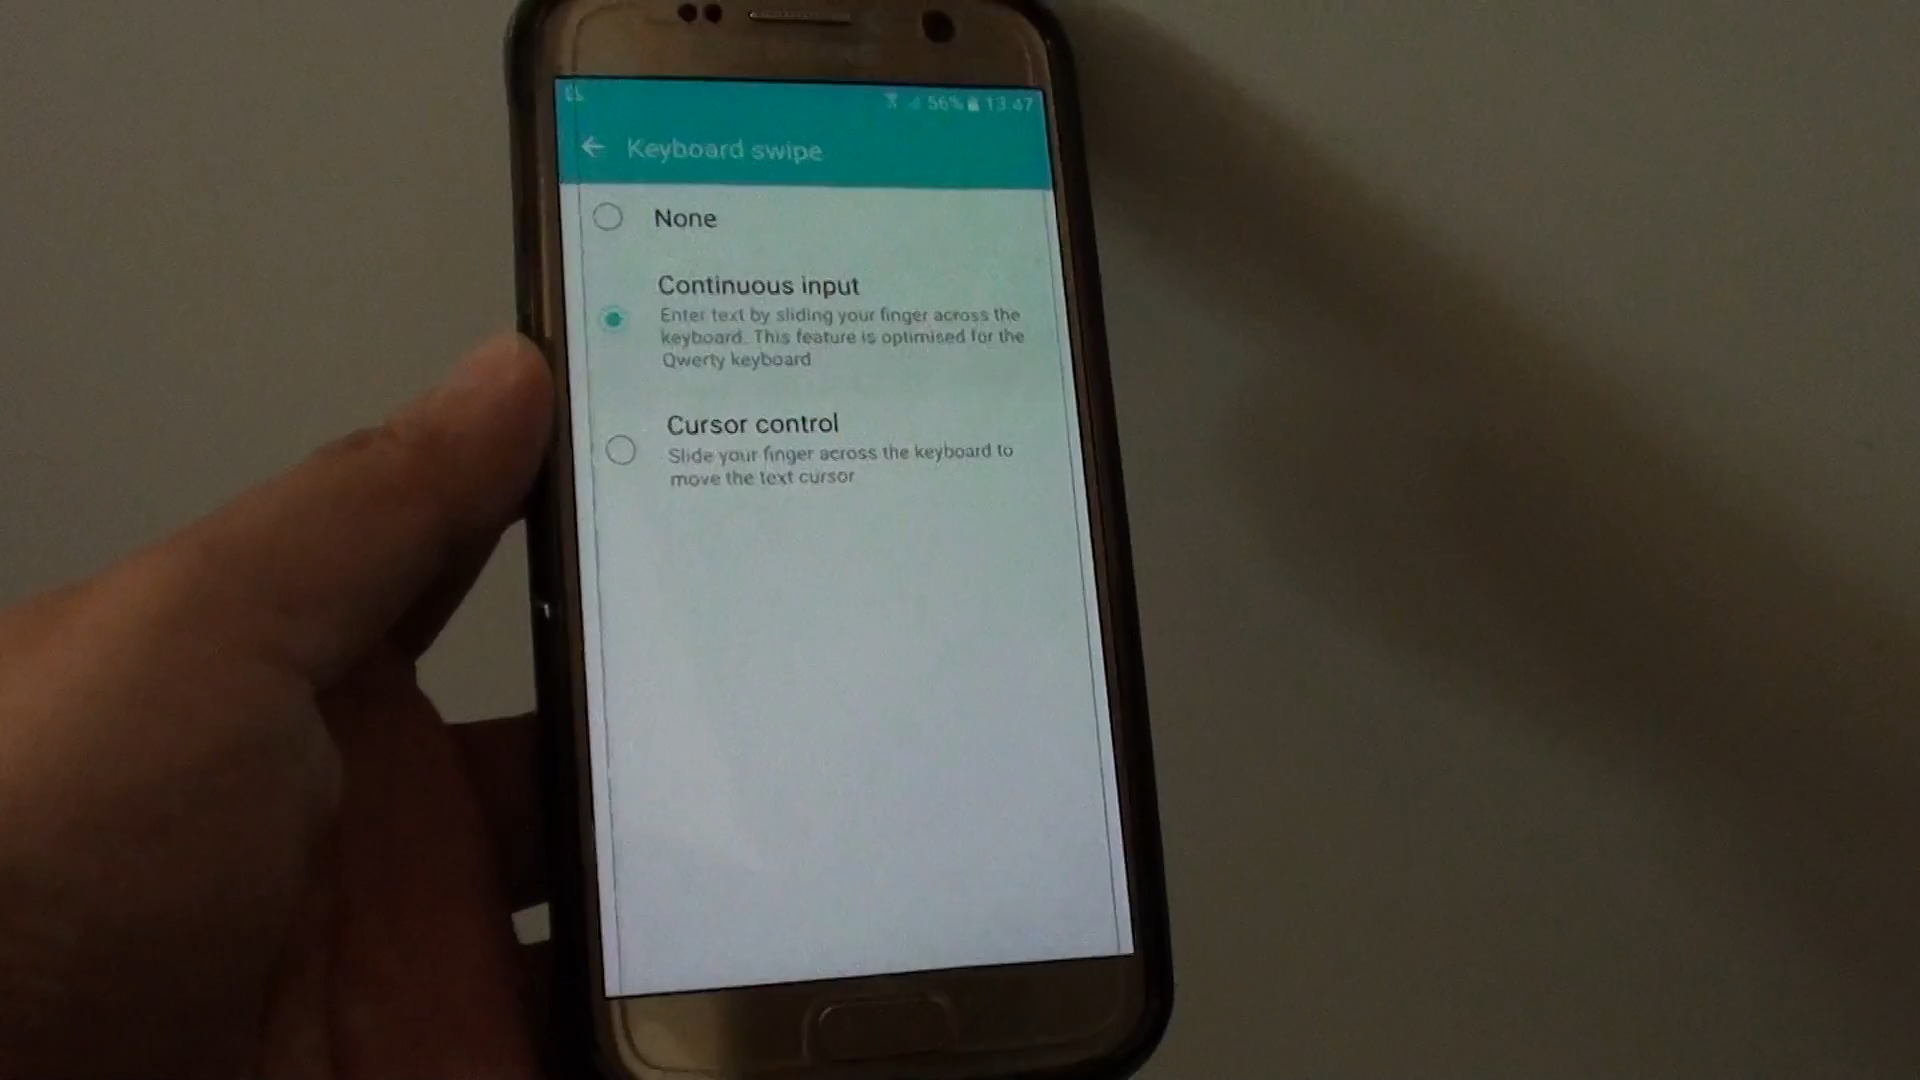 56% 13:47
Keyboard swipe
None
Continuous input
Enter text by sliding your finger across the
keyboard. This feature is optimised for the
Qwerty keyboard
Cursor control
Slide your finger across the keyboard to
move the text cursor